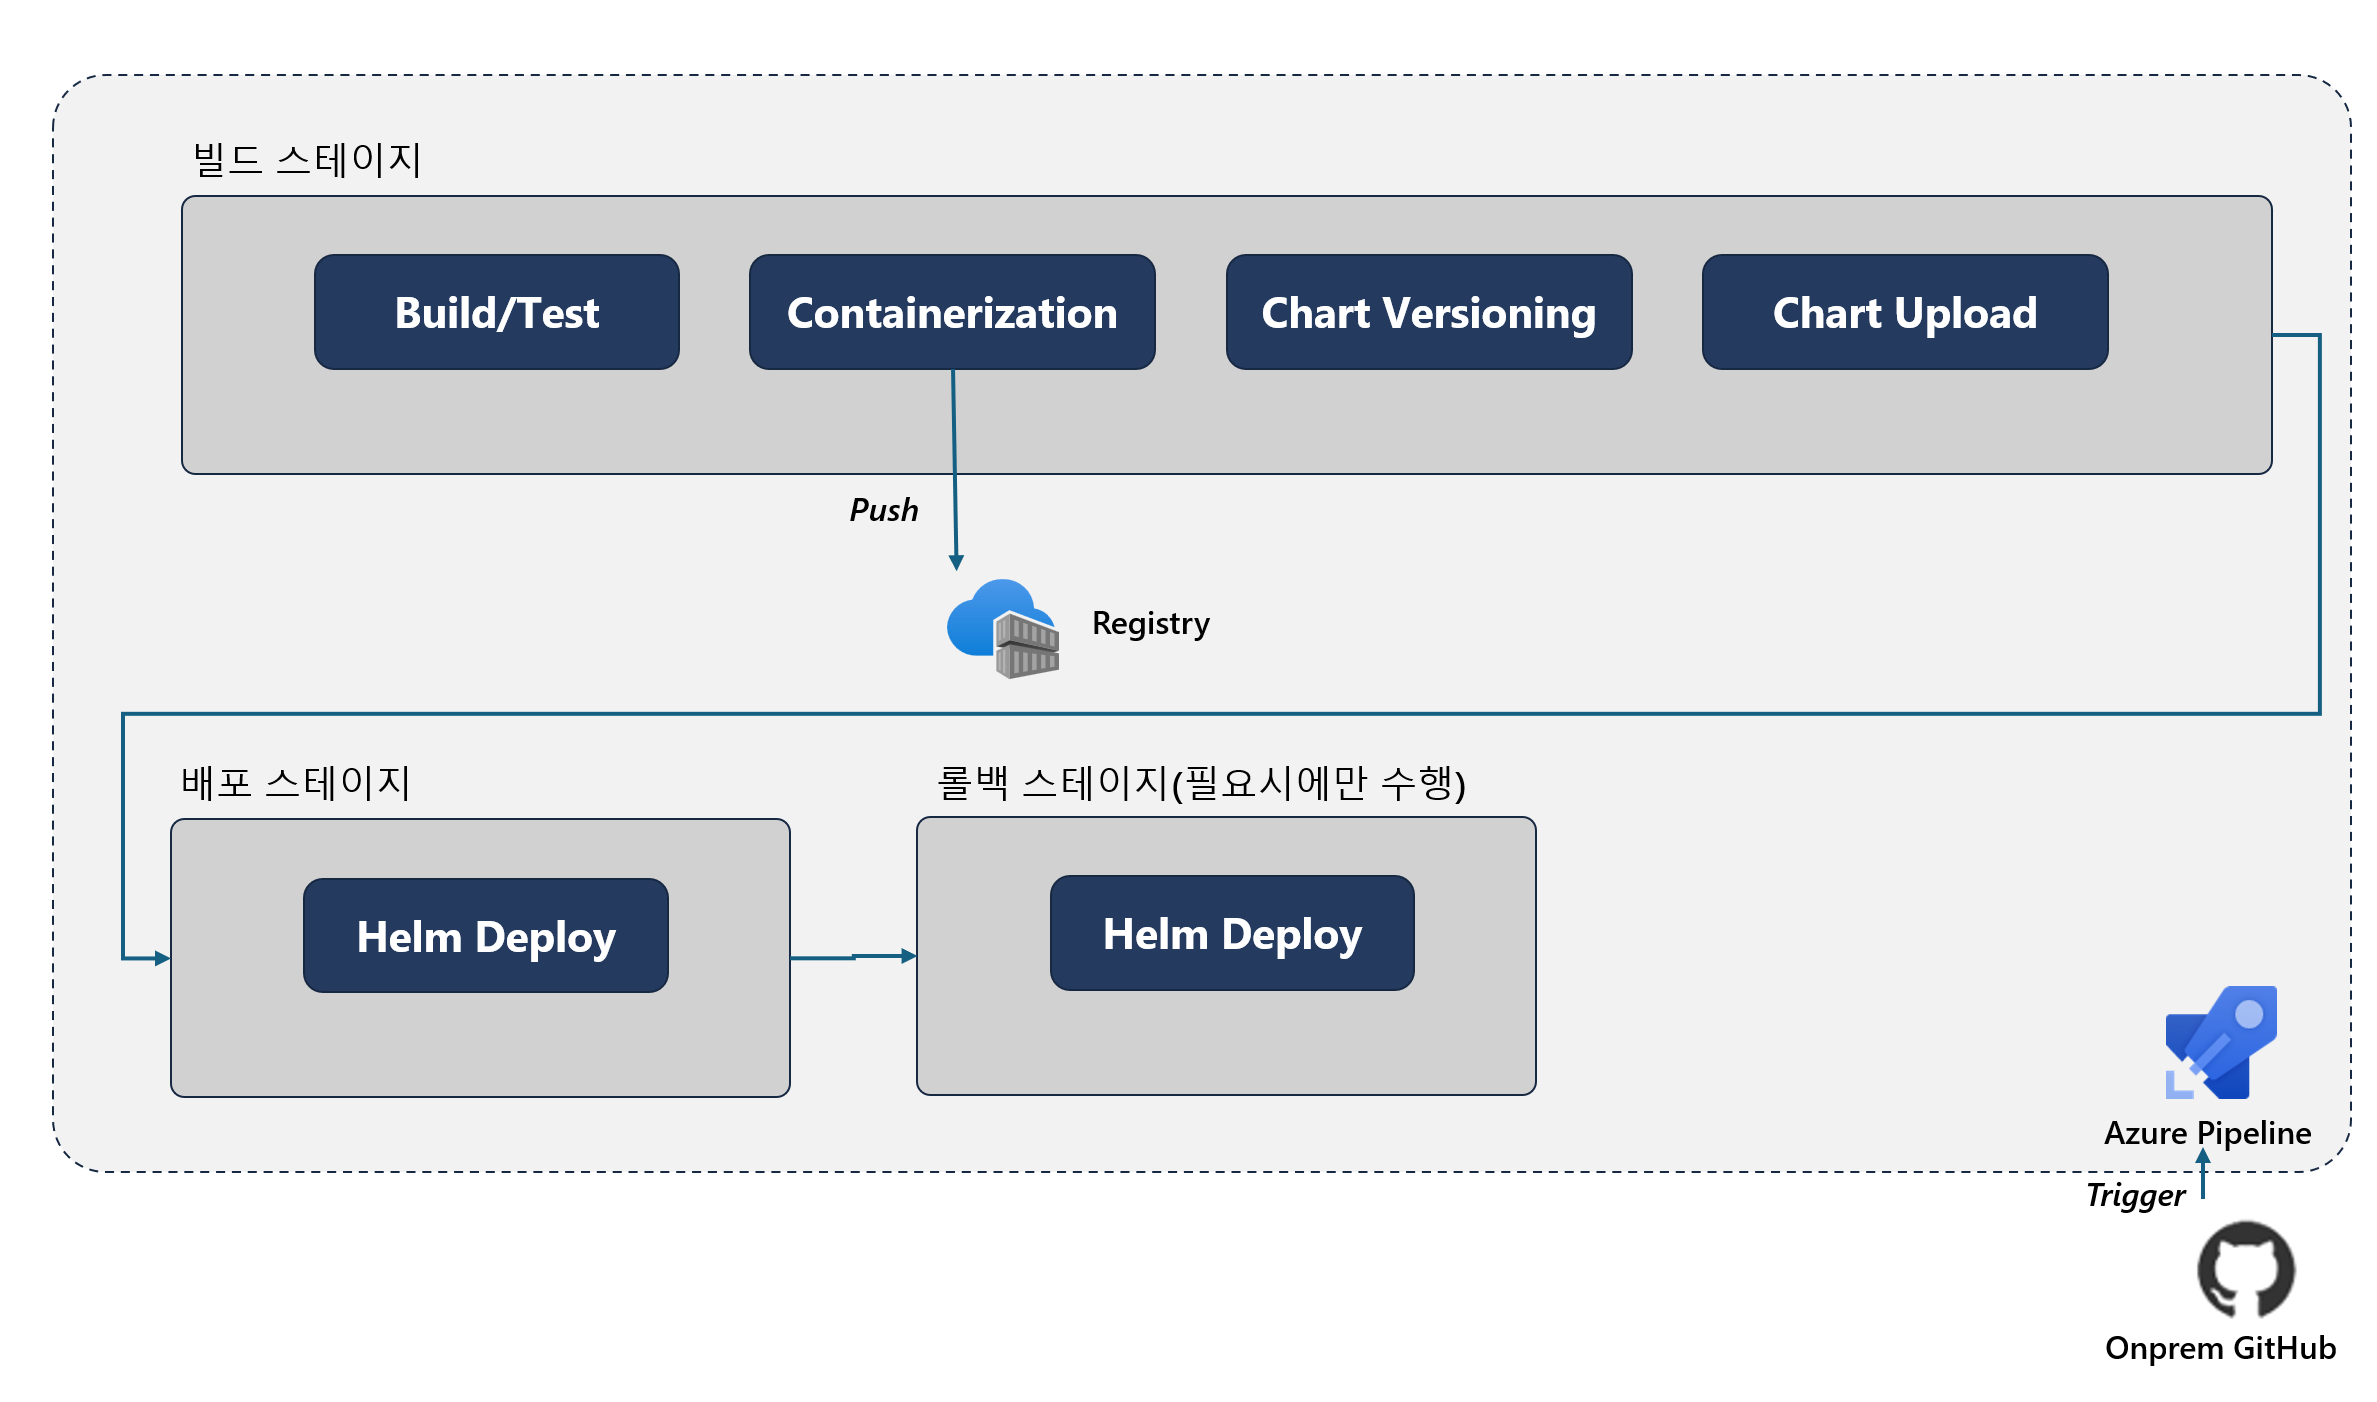 빌드 스테이지
Build/Test
Containerization
Chart Versioning
Chart Upload
Push
Registry
배포 스테이지
롤백 스테이지(필요시에만 수행)
Helm Deploy
Helm Deploy
Azure Pipeline
Trigger
Onprem GitHub